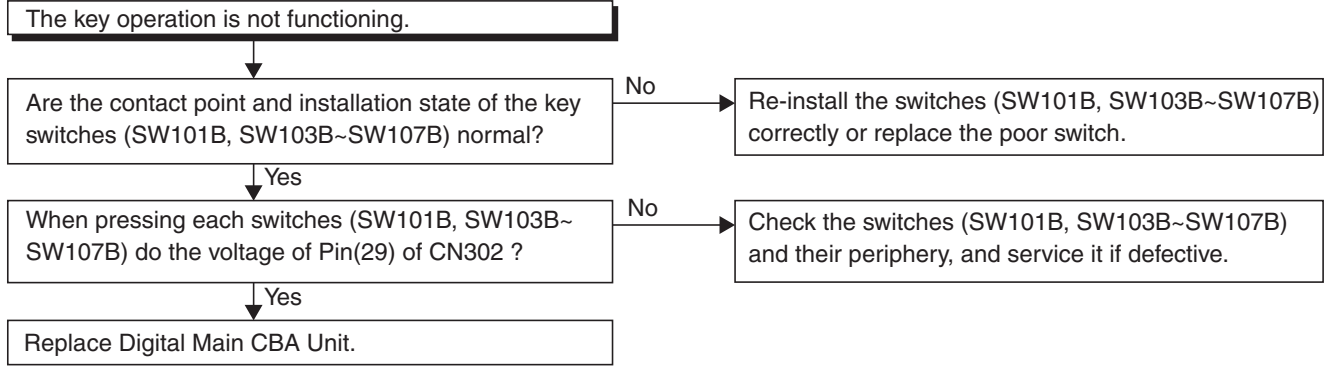 The key operation is not functioning.
Are the contact point and installation state of the key
switches (SW101B, SW103B~SW107B) normal?
No
Re-install the switches (SW101B, SW103B~SW107B)
correctly or replace the poor switch.
Yes
When pressing each switches (SW101B, SW103B~
SW107B) do the voltage of Pin(29) of CN302 ?
No
Check the switches (SW101B, SW103B~SW107B)
and their periphery, and service it if defective.
Yes
Replace Digital Main CBA Unit.